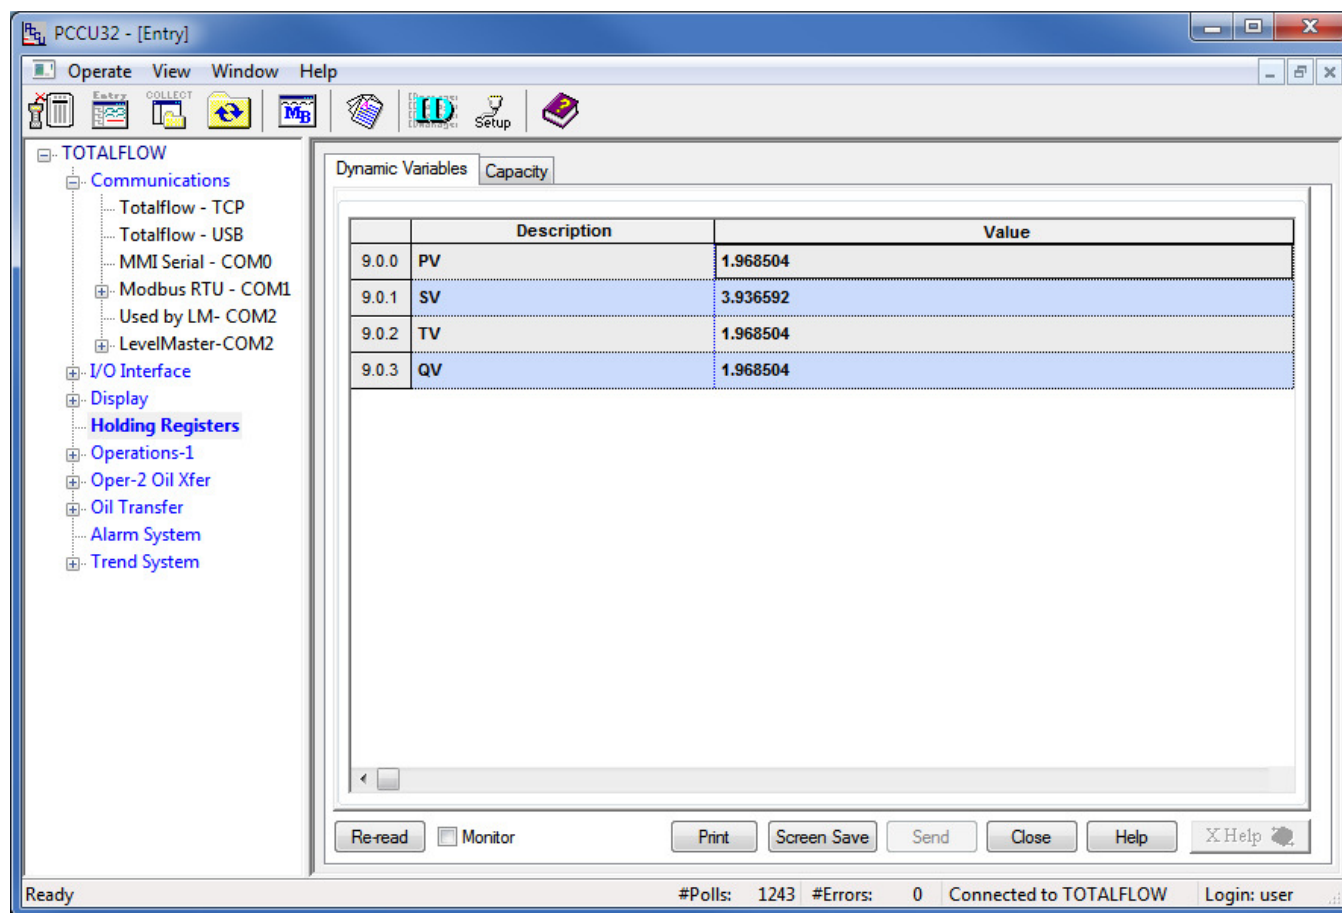 PCCU32 - [Entry]
Operate View Window Help
Entry COLLECT MB ID Setup
TOTALFLOW
Communications
Totalflow - TCP
Totalflow - USB
MMI Serial - COM0
Modbus RTU - COM1
Used by LM- COM2
LevelMaster-COM2
I/O Interface
Display
Holding Registers
Operations-1
Oper-2 Oil Xfer
Oil Transfer
Alarm System
Trend System
Dynamic Variables Capacity
Description Value
9.0.0 PV 1.968504
9.0.1 SV 3.936592
9.0.2 TV 1.968504
9.0.3 QV 1.968504
Re-read Monitor Print Screen Save Send Close Help X Help
Ready #Polls: 1243 #Errors: 0 Connected to TOTALFLOW Login: user